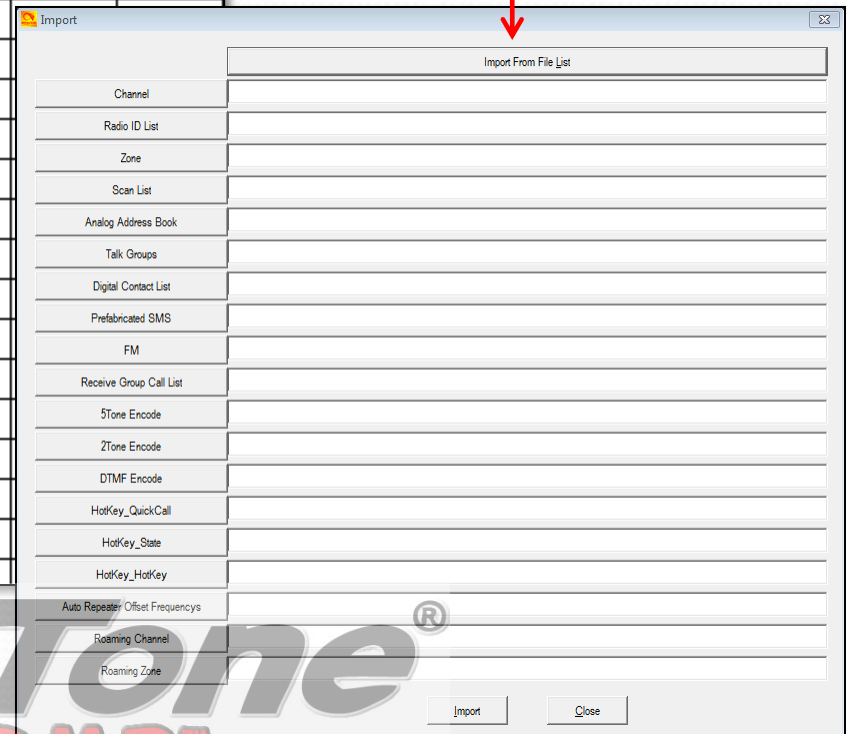 Import
Import From File List
Channel
Radio ID List
Zone
Scan List
Analog Address Book
Talk Groups
Digital Contact List
Prefabricated SMS
FM
Receive Group Call List
5Tone Encode
2Tone Encode
DTMF Encode
HotKey_QuickCall
HotKey_State
HotKey_HotKey
Auto Repeater Offset Frequencys
Roaming Channel
Roaming Zone
Tone®
Import Close